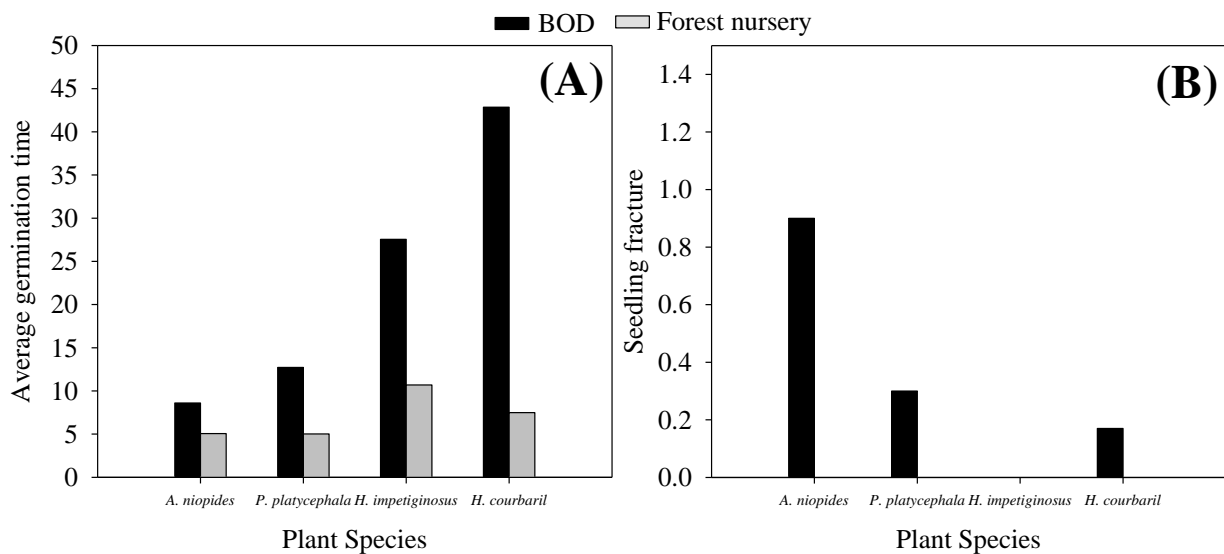 BOD Forest nursery
(A)
Average germination time
50
45
40
35
30
25
20
15
10
5
0
A. niopides P. platycephala H. impetiginosus H. courbaril
Plant Species
(B)
Seedling fracture
1.4
1.2
1.0
0.8
0.6
0.4
0.2
0.0
A. niopides P. platycephala H. impetiginosus H. courbaril
Plant Species